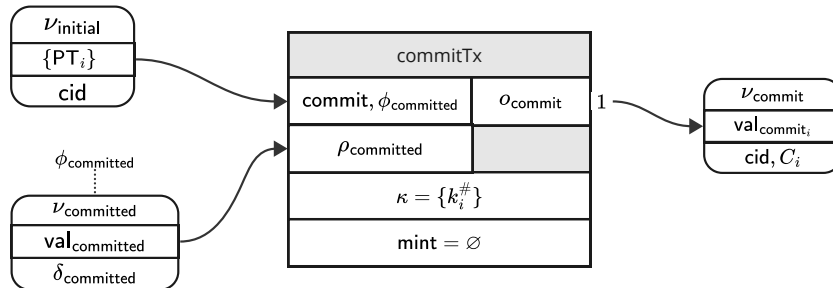 ν_initial
{PT_i}
cid
ϕ_committed
ν_committed
val_committed
δ_committed
commitTx
commit, ϕ_committed
o_commit
1
ρ_committed
κ = {k_i^#}
mint = ∅
ν_commit
val_commit_i
cid, C_i